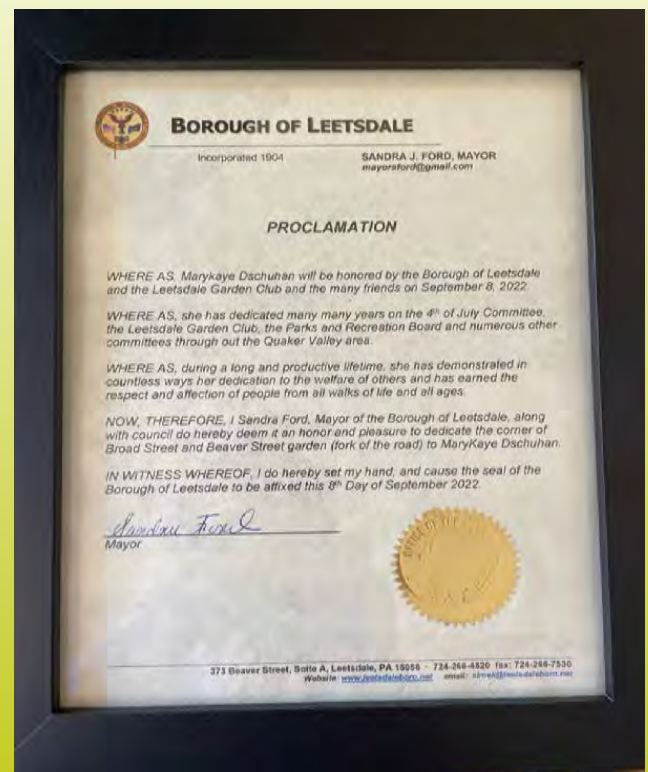 BOROUGH OF LEETSDALE
Incorporated 1904
SANDRA J. FORD, MAYOR
mayorsford@gmail.com
PROCLAMATION
WHERE AS, Marykaye Dschuhan will be honored by the Borough of Leetsdale
and the Leetsdale Garden Club and the many friends on September 8, 2022.
WHERE AS, she has dedicated many many years on the 4th of July Committee,
the Leetsdale Garden Club, the Parks and Recreation Board and numerous other
committees through out the Quaker Valley area.
WHERE AS, during a long and productive lifetime, she has demonstrated in
countless ways her dedication to the welfare of others and has earned the
respect and affection of people from all walks of life and all ages.
NOW, THEREFORE, I Sandra Ford, Mayor of the Borough of Leetsdale, along
with council do hereby deem it an honor and pleasure to dedicate the corner of
Broad Street and Beaver Street garden (fork of the road) to MaryKaye Dschuhan.
IN WITNESS WHEREOF, I do hereby set my hand, and cause the seal of the
Borough of Leetsdale to be affixed this 8th Day of September 2022.
Sandra Ford
Mayor
OFFICE OF THE
373 Beaver Street, Suite A, Leetsdale, PA 15056 - 724-266-4820 fax: 724-266-7530
Website: www.leetsdaleboro.net email: